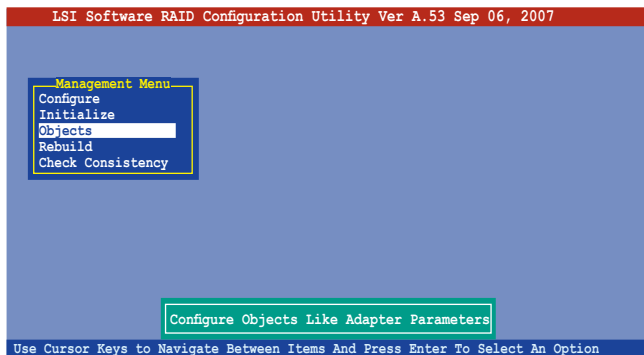 LSI Software RAID Configuration Utility Ver A.53 Sep 06, 2007
Management Menu
Configure
Initialize
Objects
Rebuild
Check Consistency
Configure Objects Like Adapter Parameters
Use Cursor Keys to Navigate Between Items And Press Enter To Select An Option